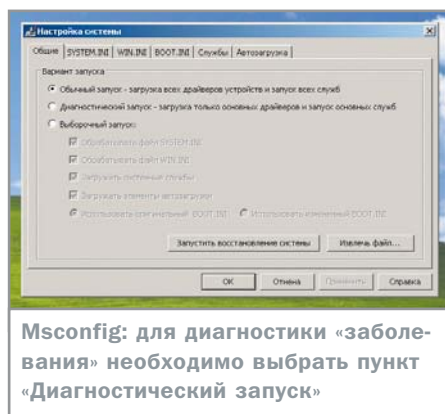 Настройка системы
Общие SYSTEM.INI WIN.INI BOOT.INI Службы Автозагрузка
Вариант запуска
Обычный запуск - загрузка всех драйверов устройств и запуск всех служб
Диагностический запуск - загрузка только основных драйверов и запуск основных служб
Выборочный запуск:
Обрабатывать файл SYSTEM.INI
Обрабатывать файл WIN.INI
Загружать системные службы
Загружать элементы автозагрузки
Использовать оригинальный BOOT.INI Использовать измененный BOOT.INI
Запустить восстановление системы Извлечь файл...
ОК Отмена Применить Справка
Msconfig: для диагностики «заболе-
вания» необходимо выбрать пункт
«Диагностический запуск»